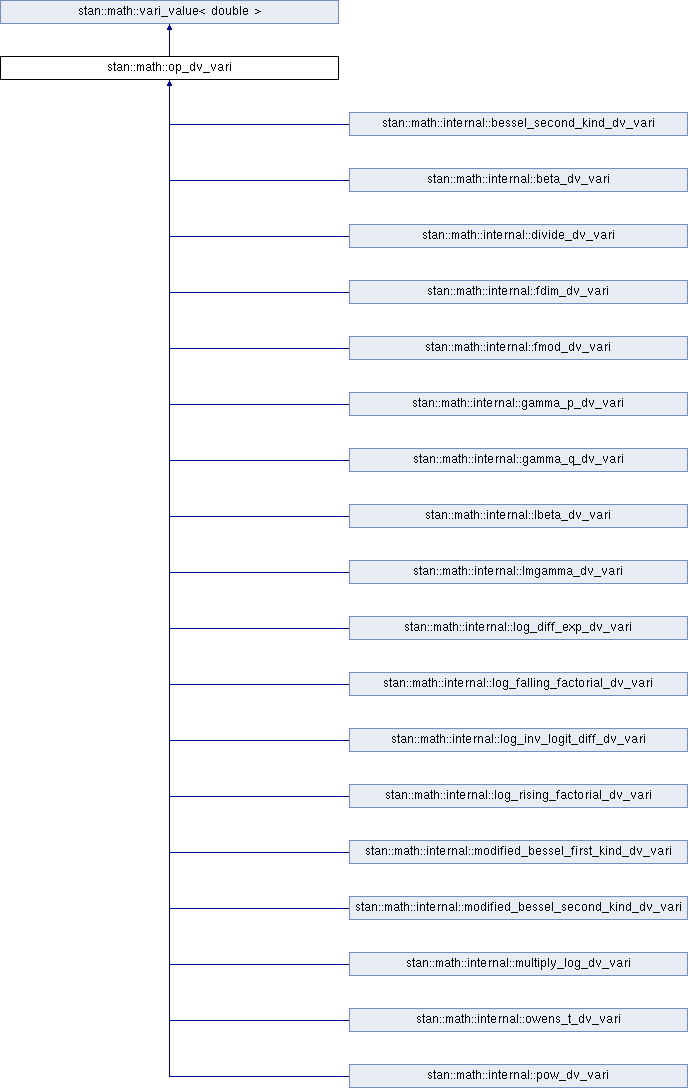 stan::math::vari_value< double >
stan::math::op_dv_vari
stan::math::internal::bessel_second_kind_dv_vari
stan::math::internal::beta_dv_vari
stan::math::internal::divide_dv_vari
stan::math::internal::fdim_dv_vari
stan::math::internal::fmod_dv_vari
stan::math::internal::gamma_p_dv_vari
stan::math::internal::gamma_q_dv_vari
stan::math::internal::lbeta_dv_vari
stan::math::internal::lmgamma_dv_vari
stan::math::internal::log_diff_exp_dv_vari
stan::math::internal::log_falling_factorial_dv_vari
stan::math::internal::log_inv_logit_diff_dv_vari
stan::math::internal::log_rising_factorial_dv_vari
stan::math::internal::modified_bessel_first_kind_dv_vari
stan::math::internal::modified_bessel_second_kind_dv_vari
stan::math::internal::multiply_log_dv_vari
stan::math::internal::owens_t_dv_vari
stan::math::internal::pow_dv_vari